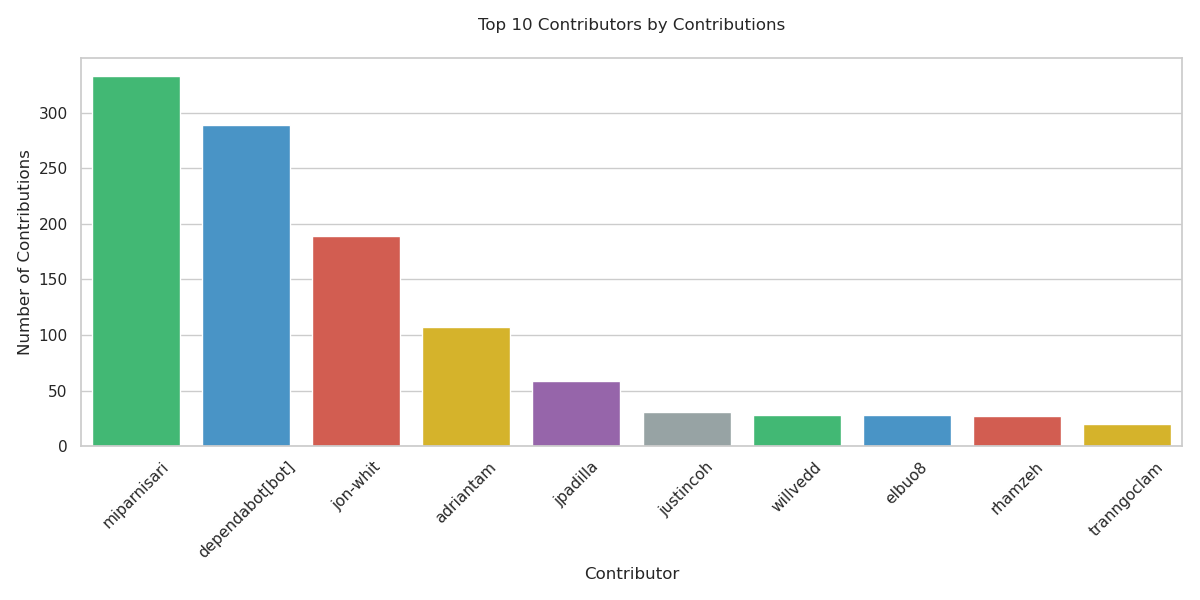 Top 10 Contributors by Contributions
Number of Contributions
300
250
200
150
100
50
0
miparnisari
dependabot[bot]
jon-whit
adriantam
jpadilla
justincoh
willvedd
elbuo8
rhamzeh
tranngoclam
Contributor